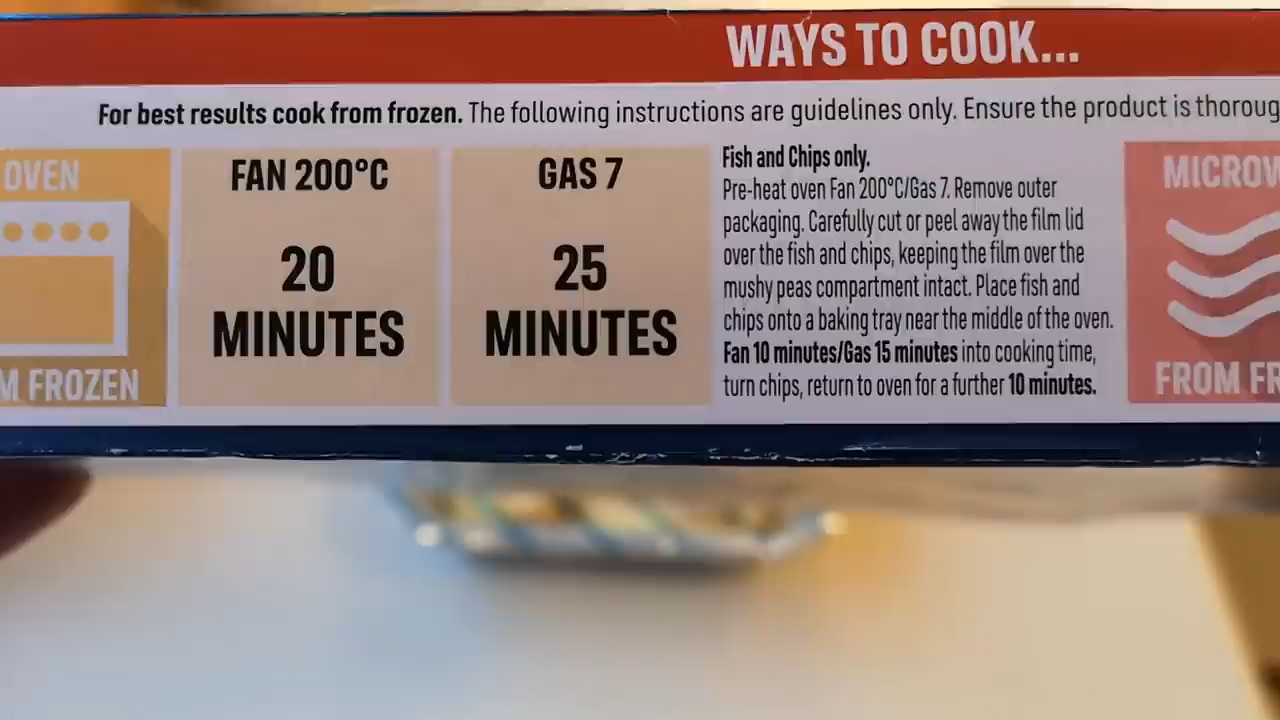 WAYS TO COOK...
For best results cook from frozen. The following instructions are guidelines only. Ensure the product is
OVEN
FROZEN
FAN 200°C
20
MINUTES
GAS 7
25
MINUTES
Fish and Chips only.
Pre-heat oven Fan 200°C/Gas 7. Remove outer
packaging. Carefully cut or peel away the film lid
over the fish and chips, keeping the film over the
mushy peas compartment intact. Place fish and
chips onto a baking tray near the middle of the oven.
Fan 10 minutes/Gas 15 minutes into cooking time,
turn chips, return to oven for a further 10 minutes.
FROM